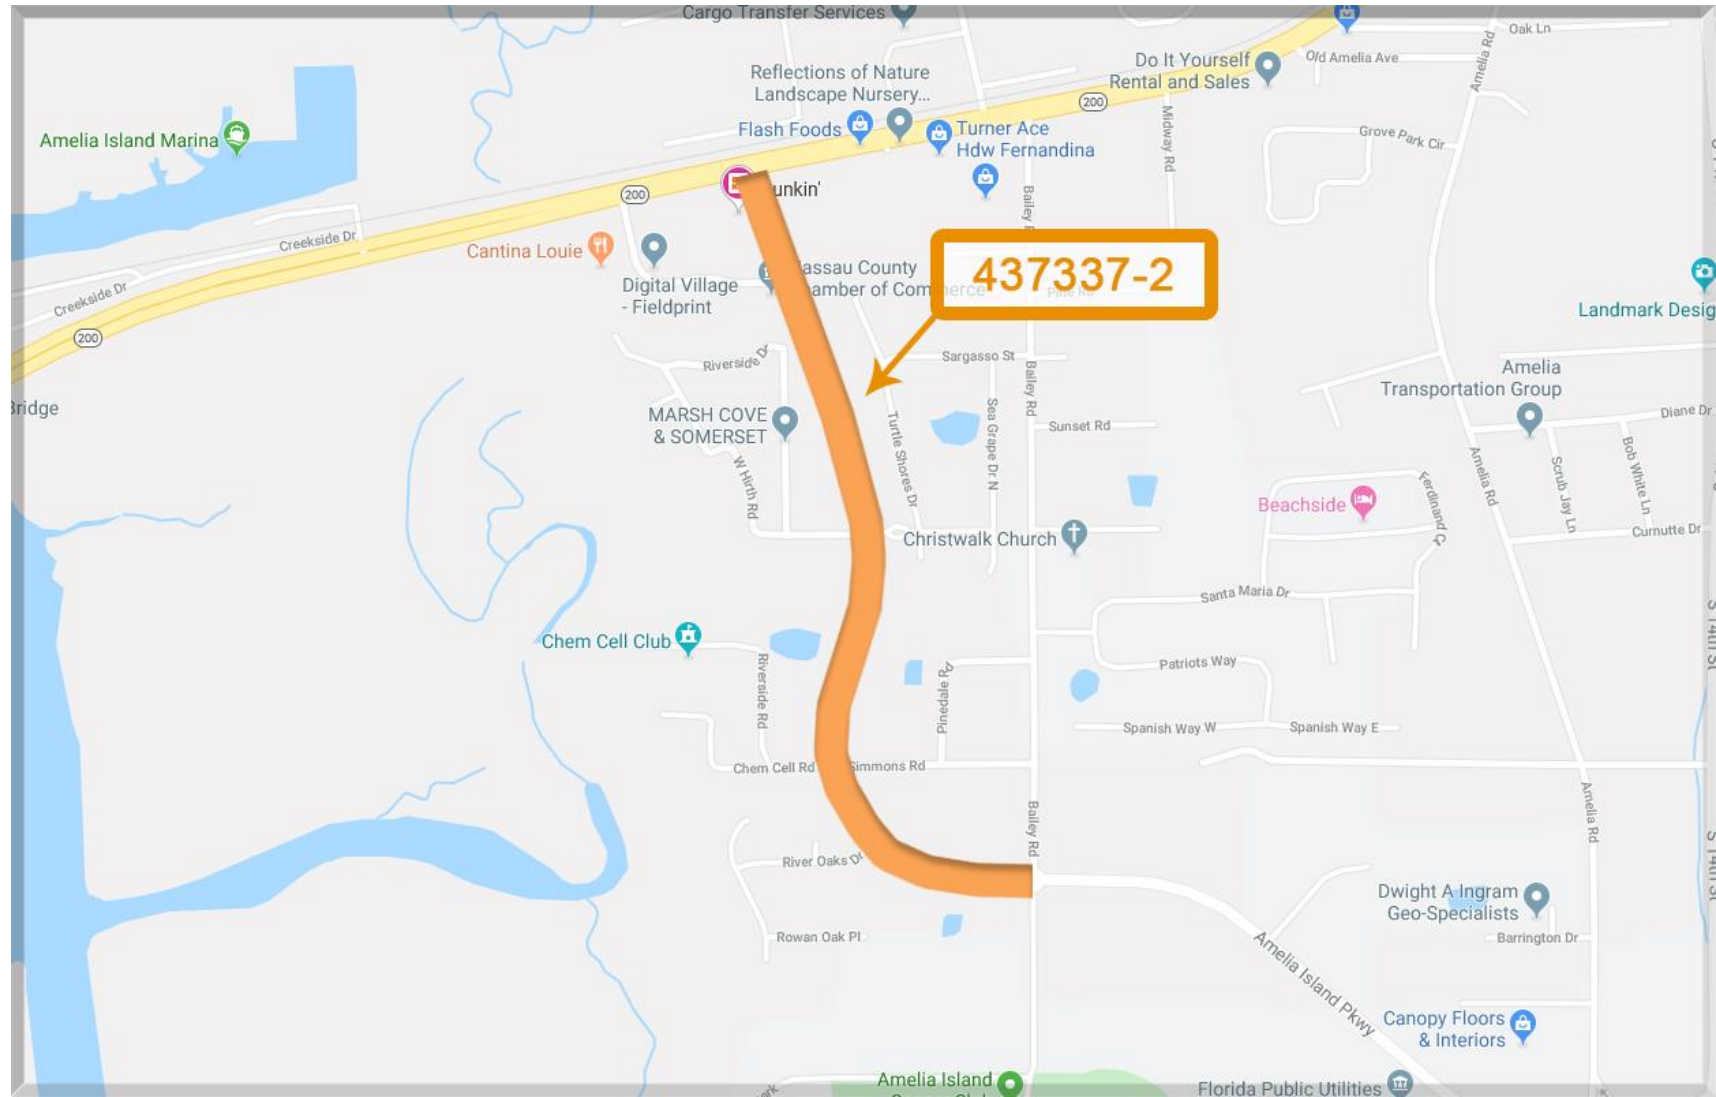 Cargo Transfer Services
Oak Ln
Amelia Rd
Old Amelia Ave
Do It Yourself
Rental and Sales
Reflections of Nature
Landscape Nursery...
200
Flash Foods
Turner Ace
Hdw Fernandina
Midway Rd
Grove Park Cir
Amelia Island Marina
200
unkin'
Bailey
Creekside Dr
Cantina Louie
Digital Village
- Fieldprint
assau County
amber of Commerce
437337-2
Landmark Desig
Creekside Dr
200
ridge
Riverside Dr
Sargasso St
Bailey Rd
Amelia
Transportation Group
MARSH COVE
& SOMERSET
Turtle Shores Dr
Sea Grape Dr N
Sunset Rd
Diane Dr
W Hirth Rd
Amelia Rd
Scrub Jay Ln
Bob White Ln
Beachside
Ferdinand
Christwalk Church
Curnutte Dr
Santa Maria Dr
S 14th St
Chem Cell Club
Riverside Rd
Pinedale Rd
Patriots Way
Spanish Way W
Spanish Way E
Chem Cell Rd
Simmons Rd
Bailey Rd
Amelia Rd
S 14th St
River Oaks Dr
Dwight A Ingram
Geo-Specialists
Rowan Oak Pl
Barrington Dr
Amelia Island Pkwy
Canopy Floors
& Interiors
Amelia Island
Florida Public Utilities